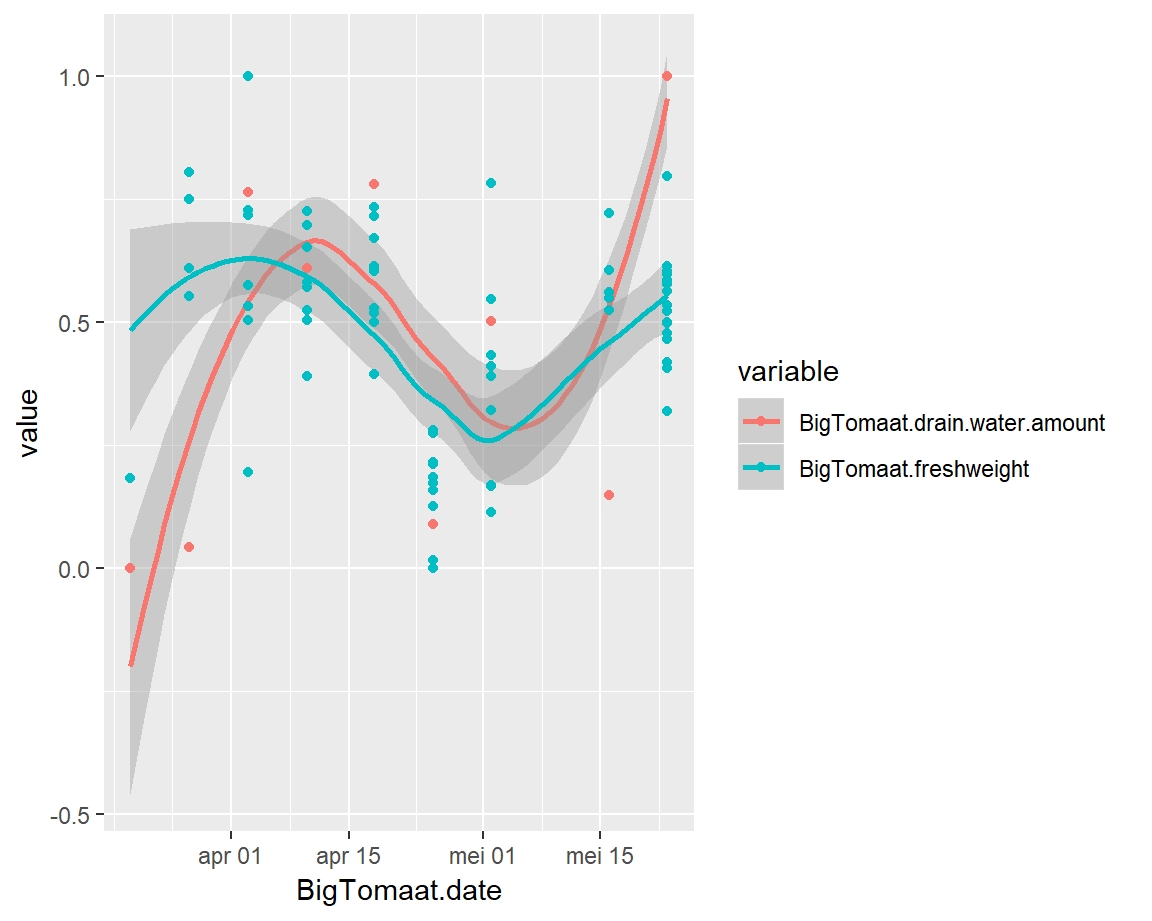 1.0
0.5
0.0
-0.5
value
apr 01
apr 15
mei 01
mei 15
BigTomaat.date
variable
BigTomaat.drain.water.amount
BigTomaat.freshweight